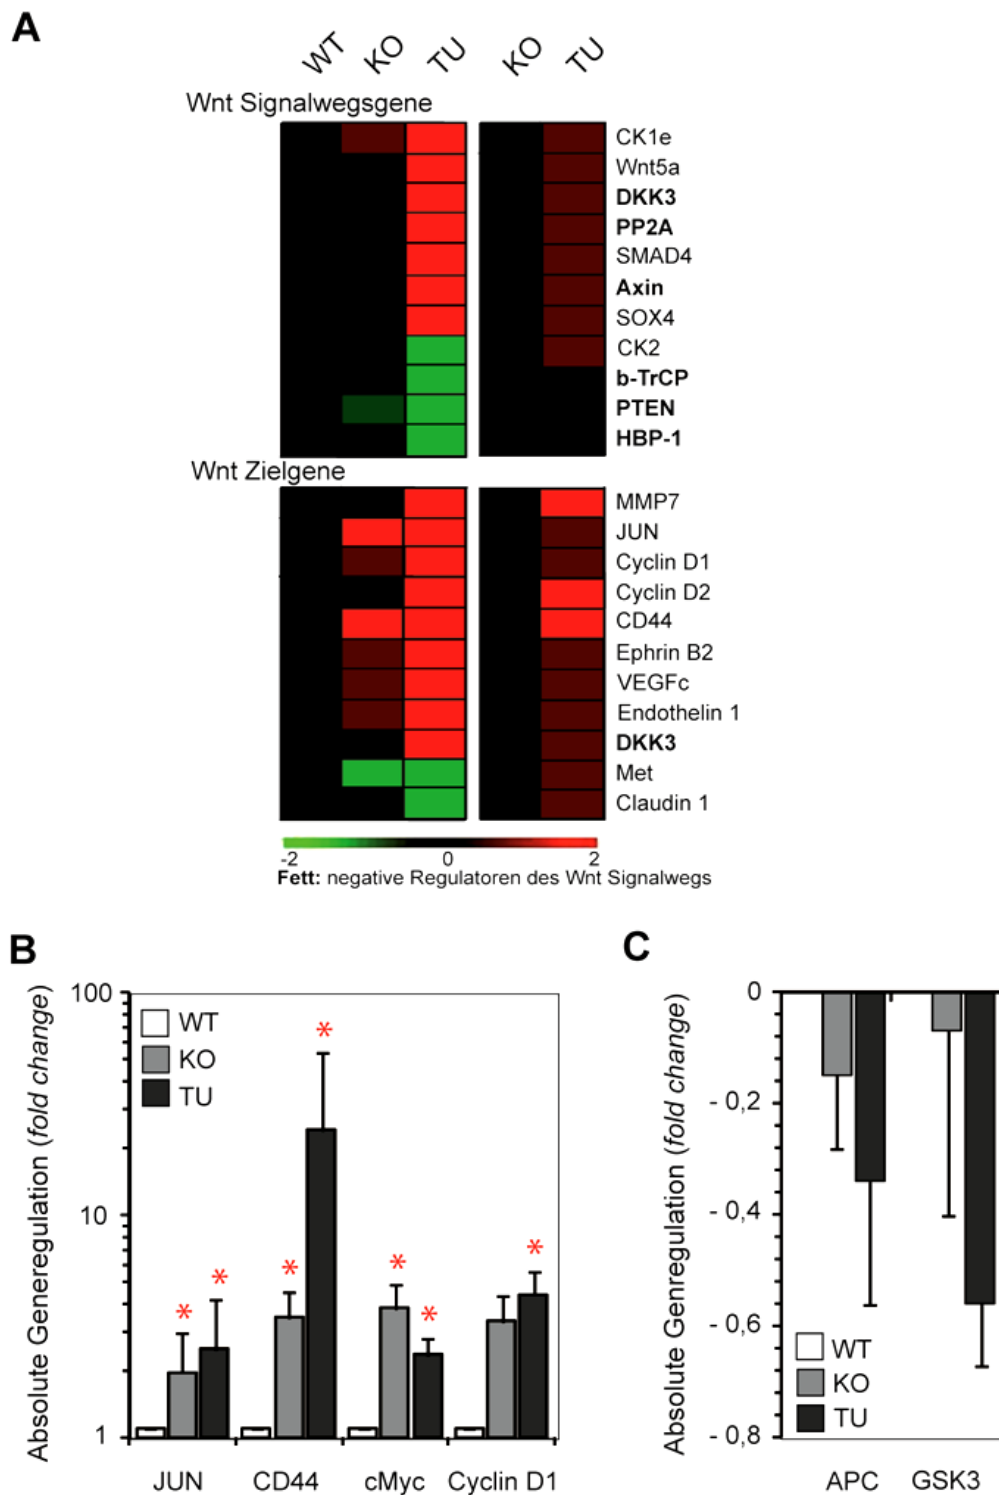 A
WT KO TU KO TU
Wnt Signalwegsgene
CK1e
Wnt5a
DKK3
PP2A
SMAD4
Axin
SOX4
CK2
b-TrCP
PTEN
HBP-1
Wnt Zielgene
MMP7
JUN
Cyclin D1
Cyclin D2
CD44
Ephrin B2
VEGFc
Endothelin 1
DKK3
Met
Claudin 1
-2 0 2
Fett: negative Regulatoren des Wnt Signalwegs
B
Absolute Generegulation (fold change)
100
10
1
WT
KO
TU
* * * * * * *
JUN CD44 cMyc Cyclin D1
C
Absolute Genregulation (fold change)
0
- 0,2
- 0,4
- 0,6
- 0,8
WT
KO
TU
APC GSK3